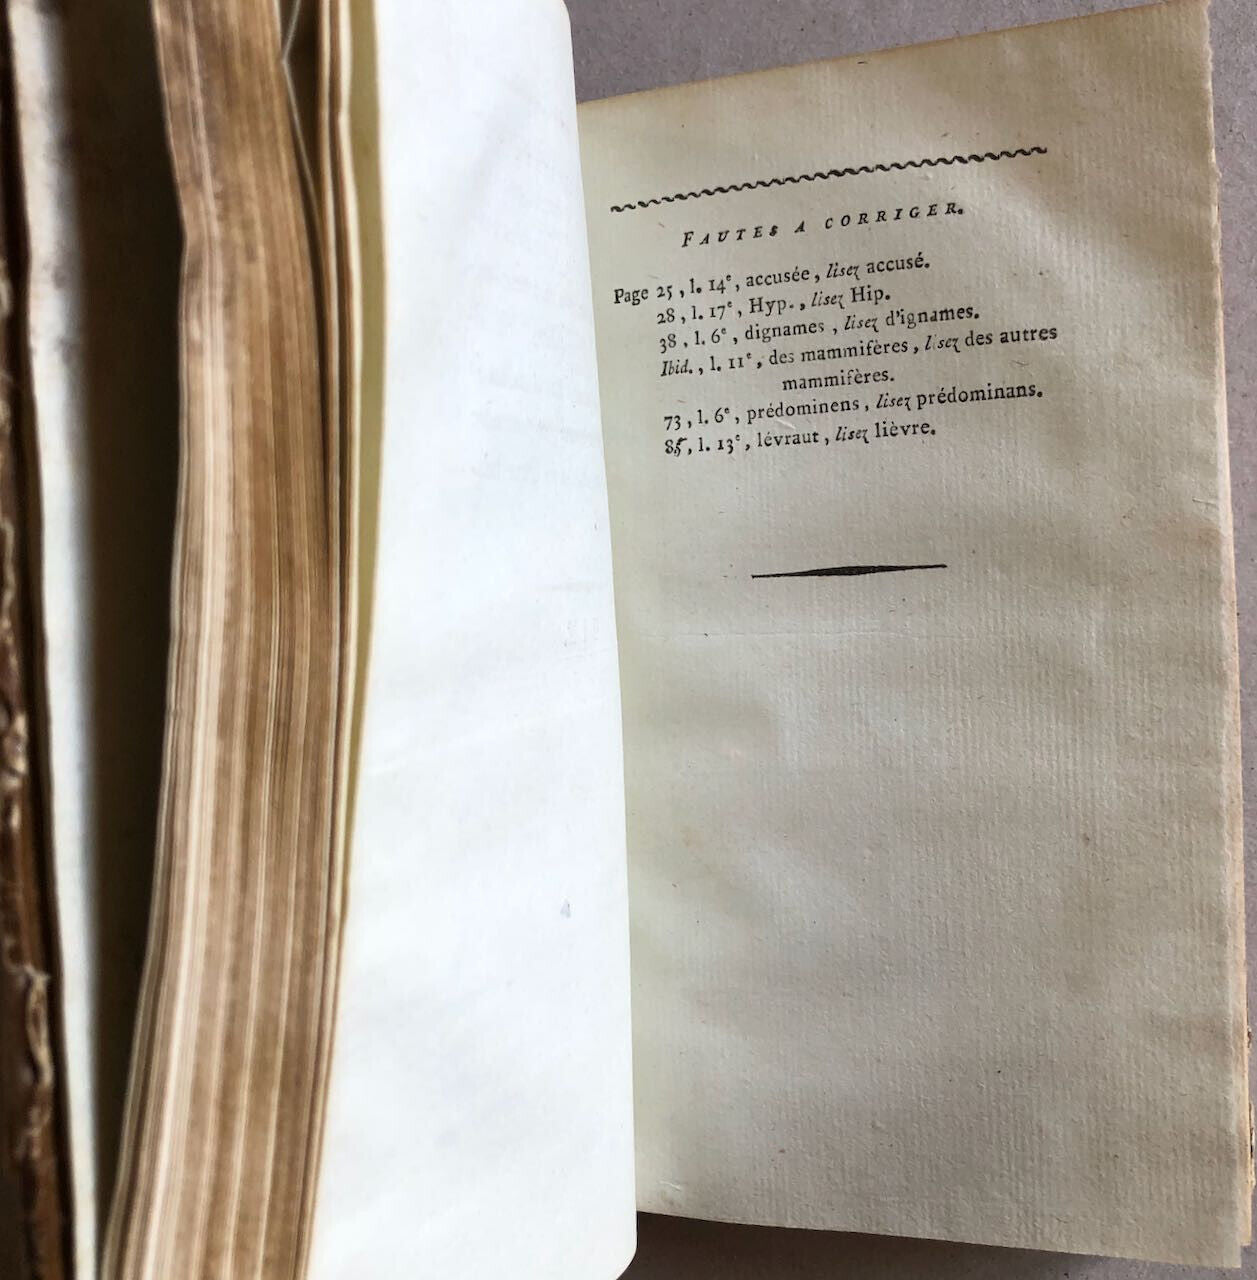 FAUTES A CORRIGER.
Page 25, l. 14e, accusée, lisez accusé.
28, l. 17e, Hyp., lisez Hip.
38, l. 6e, dignames, lisez d'ignames.
Ibid., l. 11e, des mammifères, lisez des autres
mammifères.
73, l. 6e, prédominens, lisez prédominans.
85, l. 13e, lévraut, lisez lièvre.